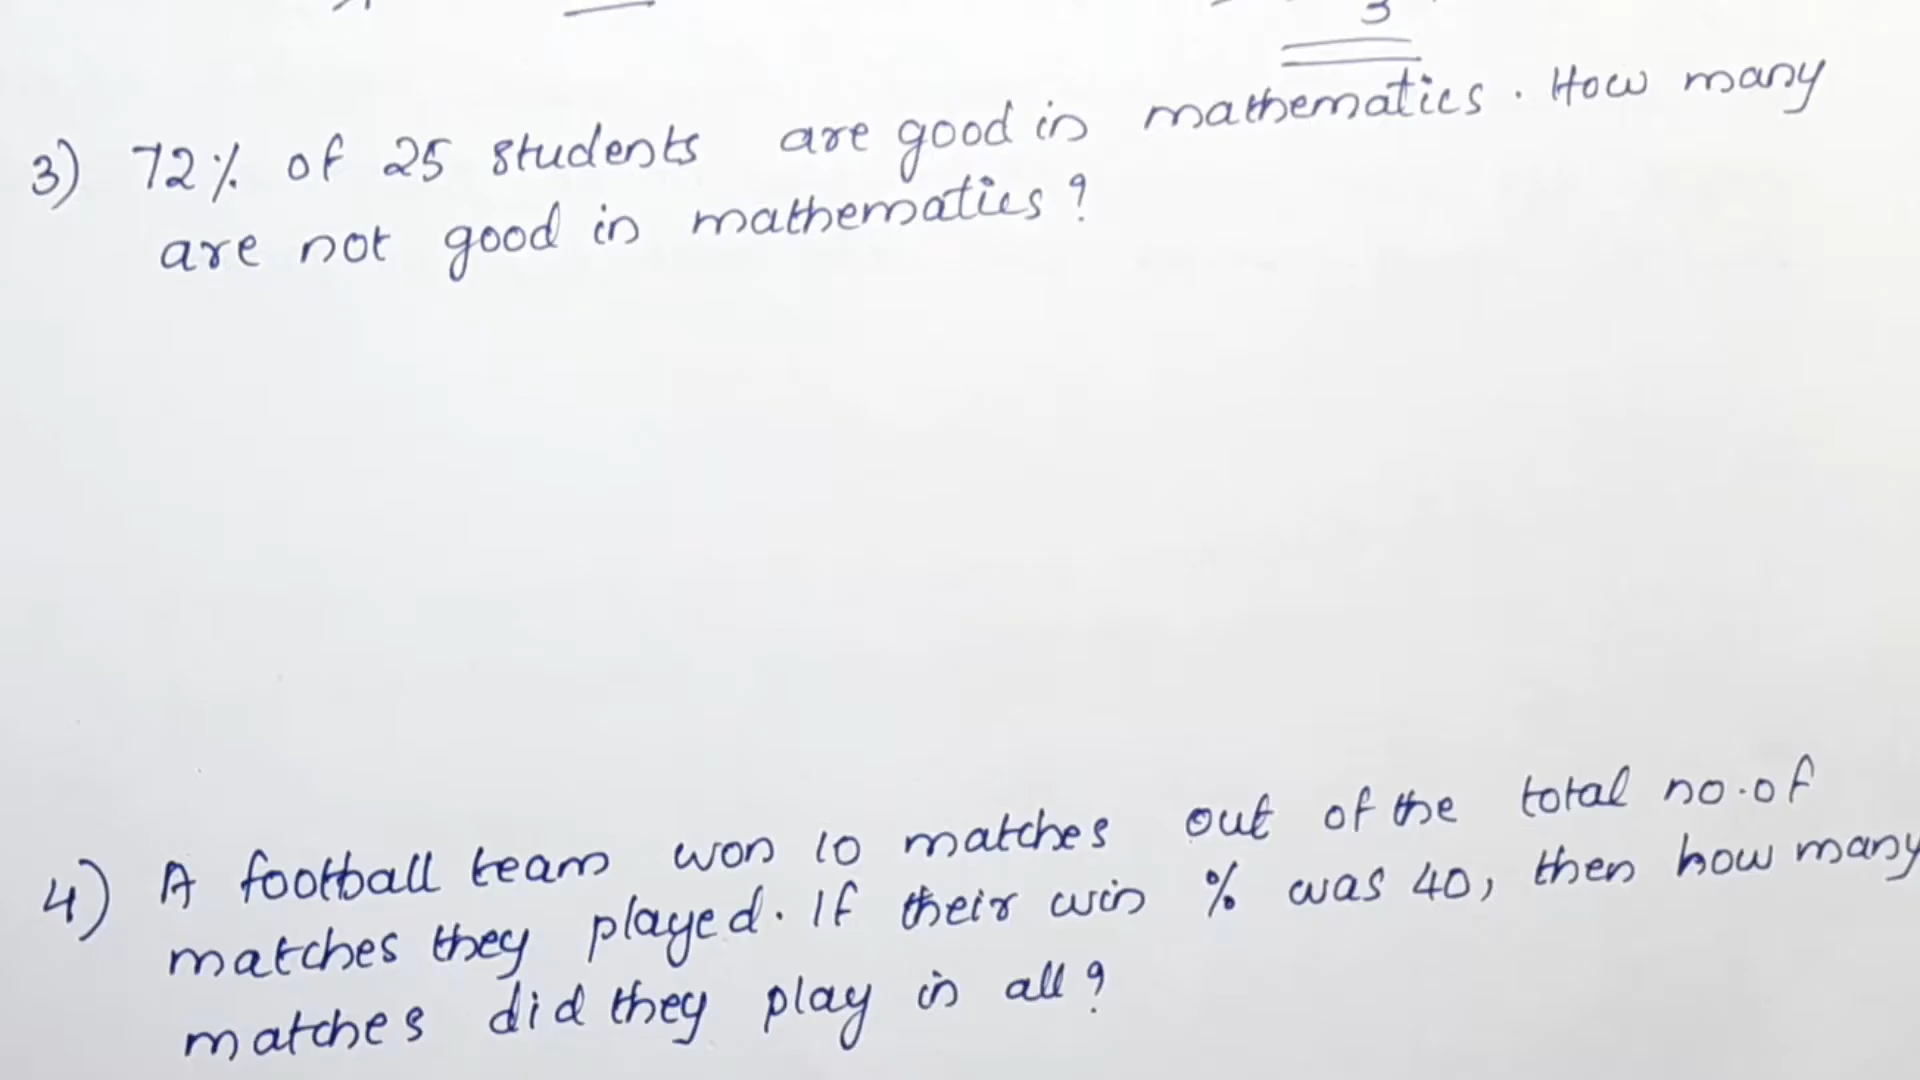 3
3) 72% of 25 students are good in mathematics. How many
are not good in mathematics?
4) A football team won 10 matches out of the total no. of
matches they played. If their win % was 40, then how many
matches did they play in all?